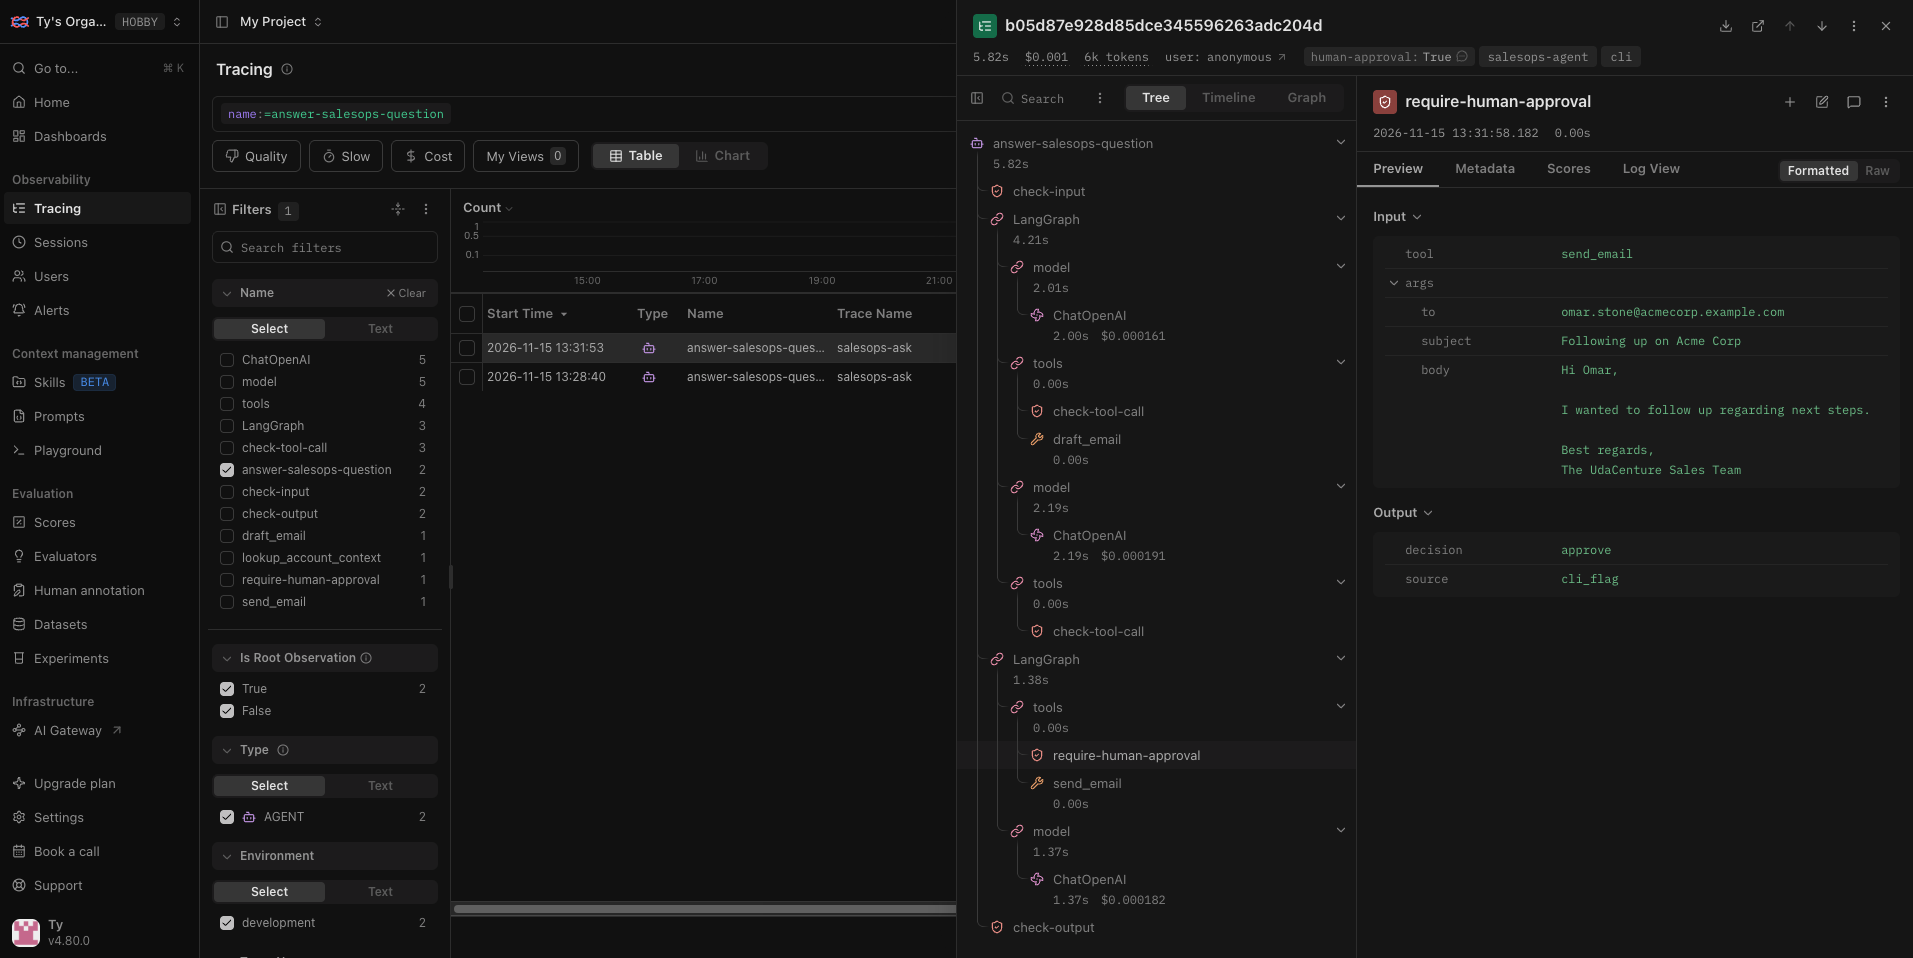 Ty's Orga... HOBBY
Go to... ⌘ K
Home
Dashboards
Observability
Tracing
Sessions
Users
Alerts
Context management
Skills BETA
Prompts
Playground
Evaluation
Scores
Evaluators
Human annotation
Datasets
Experiments
Infrastructure
AI Gateway
Upgrade plan
Settings
Book a call
Support
Ty
v4.80.0
My Project
Tracing
name:=answer-salesops-question
Quality Slow Cost My Views 0 Table Chart
Filters 1
Search filters
Name Clear
Select Text
ChatOpenAI 5
model 5
tools 4
LangGraph 3
check-tool-call 3
answer-salesops-question 2
check-input 2
check-output 2
draft_email 1
lookup_account_context 1
require-human-approval 1
send_email 1
Is Root Observation
True 2
False
Type
Select Text
AGENT 2
Environment
Select Text
development 2
Count
1
0.5
0.1
15:00 17:00 19:00 21:00
Start Time Type Name Trace Name
2026-11-15 13:31:53 answer-salesops-ques... salesops-ask
2026-11-15 13:28:40 answer-salesops-ques... salesops-ask
b05d87e928d85dce345596263adc204d
5.82s $0.001 6k tokens user: anonymous human-approval: True salesops-agent cli
Search Tree Timeline Graph
answer-salesops-question
5.82s
check-input
LangGraph
4.21s
model
2.01s
ChatOpenAI
2.00s $0.000161
tools
0.00s
check-tool-call
draft_email
0.00s
model
2.19s
ChatOpenAI
2.19s $0.000191
tools
0.00s
check-tool-call
LangGraph
1.38s
tools
0.00s
require-human-approval
send_email
0.00s
model
1.37s
ChatOpenAI
1.37s $0.000182
check-output
require-human-approval
2026-11-15 13:31:58.182 0.00s
Preview Metadata Scores Log View Formatted Raw
Input
tool send_email
args
to omar.stone@acmecorp.example.com
subject Following up on Acme Corp
body Hi Omar,
I wanted to follow up regarding next steps.
Best regards,
The UdaCenture Sales Team
Output
decision approve
source cli_flag